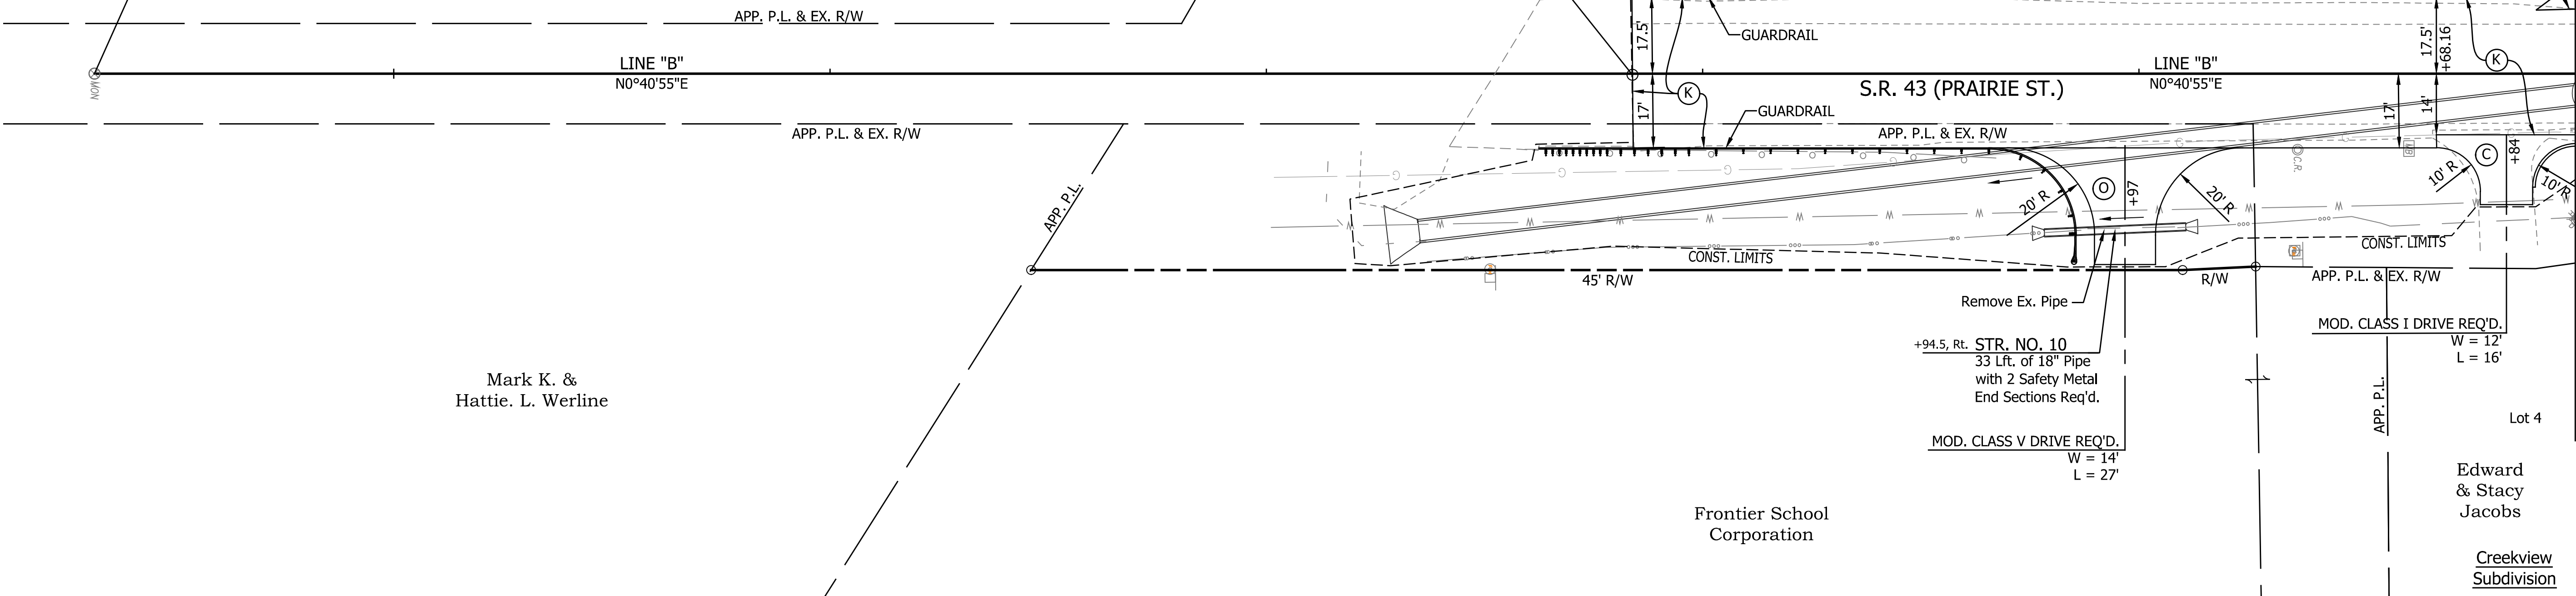 APP. P.L. & EX. R/W
17.5'
GUARDRAIL
17.5'
+68.16
LINE "B"
N0°40'55"E
LINE "B"
N0°40'55"E
K
MON
K
S.R. 43 (PRAIRIE ST.)
17'
GUARDRAIL
17'
14'
APP. P.L. & EX. R/W
APP. P.L. & EX. R/W
+84
C
C.R.
MB
G
G
G
G
10' R
10' R
O
+97
20' R
20' R
APP. P.L.
W
W
W
W
W
W
W
W
W
W
W
CONST. LIMITS
CONST. LIMITS
45' R/W
R/W
APP. P.L. & EX. R/W
Remove Ex. Pipe
MOD. CLASS I DRIVE REQ'D.
W = 12'
L = 16'
+94.5, Rt. STR. NO. 10
33 Lft. of 18" Pipe
with 2 Safety Metal
End Sections Req'd.
Mark K. &
Hattie. L. Werline
APP. P.L.
Lot 4
MOD. CLASS V DRIVE REQ'D.
W = 14'
L = 27'
Edward
& Stacy
Jacobs
Frontier School
Corporation
Creekview
Subdivision